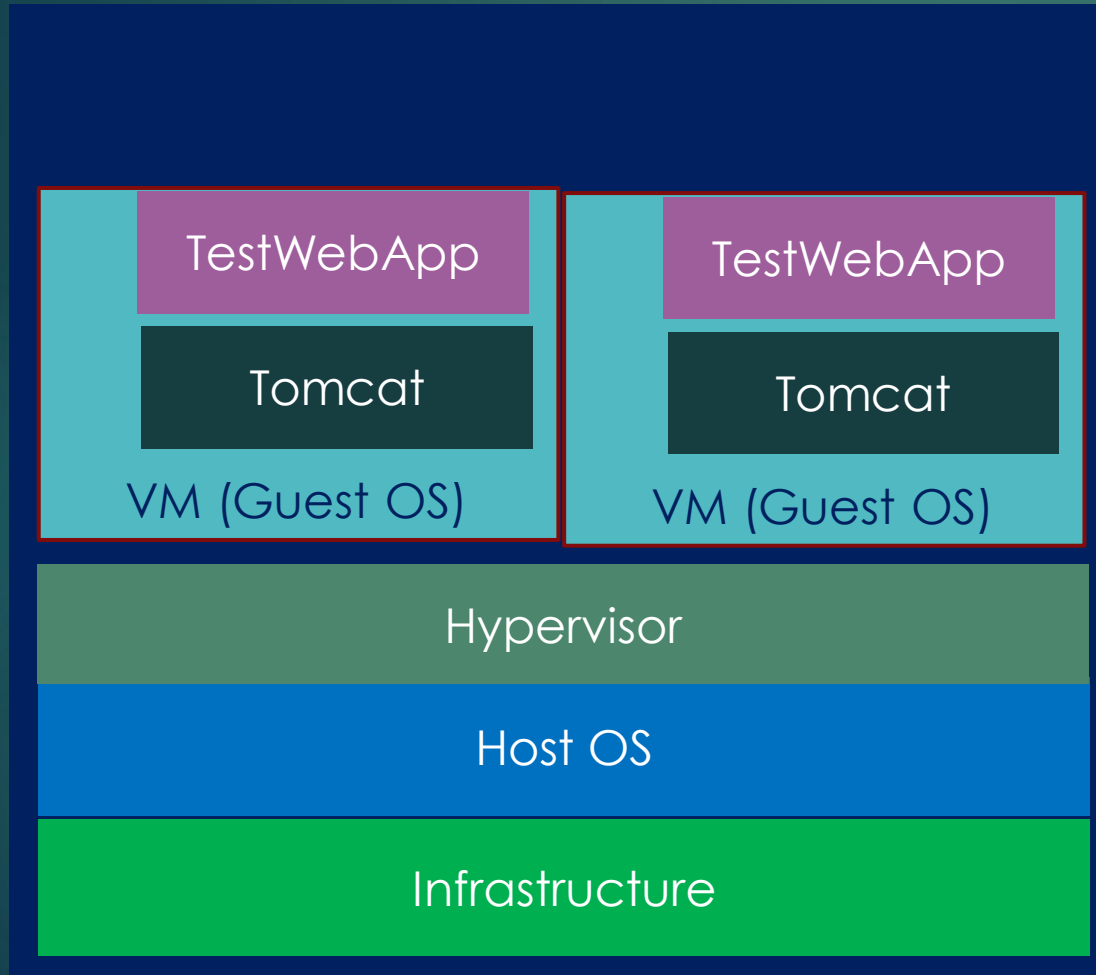 TestWebApp
Tomcat
VM (Guest OS)
TestWebApp
Tomcat
VM (Guest OS)
Hypervisor
Host OS
Infrastructure